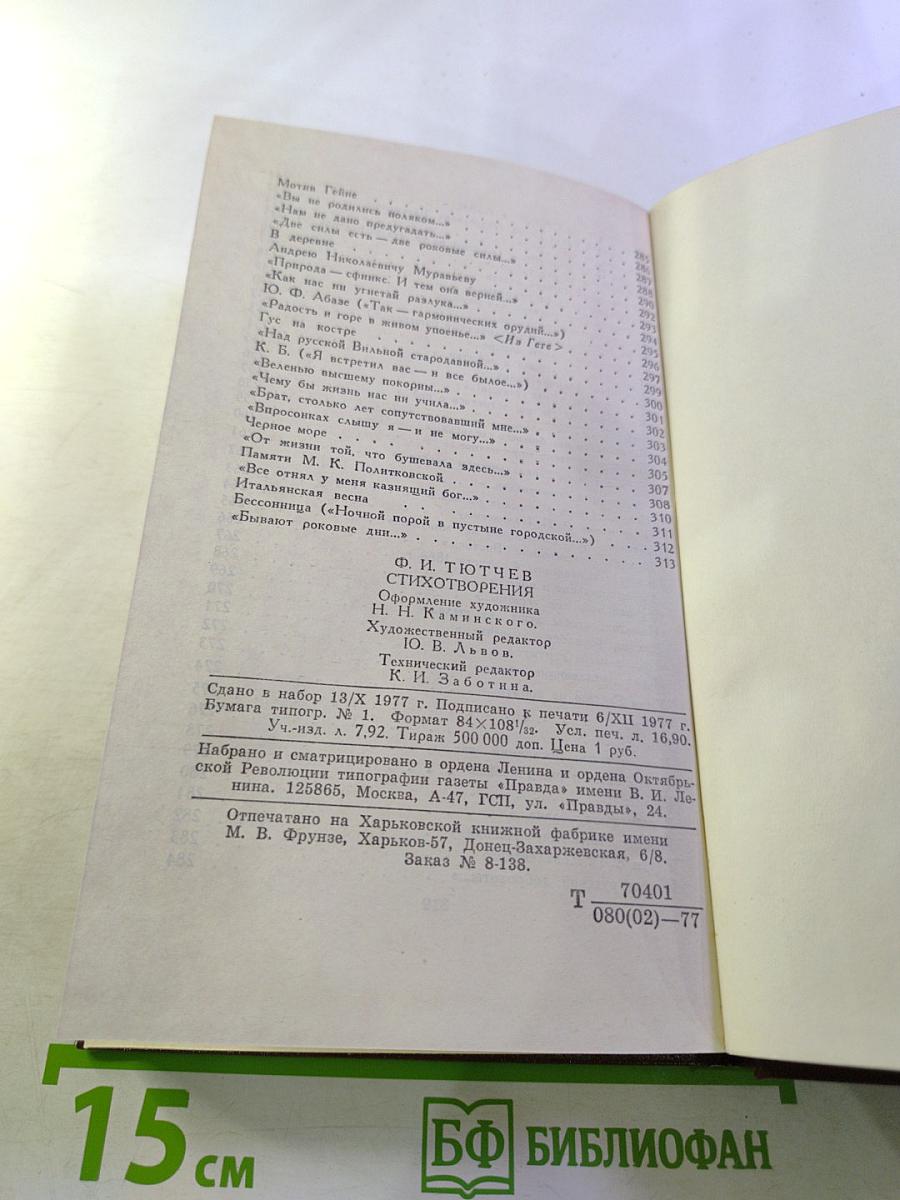 Мотив Гейне . . . . . . . . . 285
«Вы не родились поляком...» . . . . . . 286
«Нам не дано предугадать...» . . . . . . 287
«Две силы есть — две роковые силы...» . . . . 288
В деревне . . . . . . . . . 290
Андрею Николаевичу Муравьеву . . . . . 292
«Природа — сфинкс. И тем она верней...» . . . . 293
«Как нас ни угнетай разлука...» . . . . . 294
Ю. Ф. Абазе («Так — гармонических орудий...») . . . 295
«Радость и горе в живом упоенье...» <Из Гете> . . . 296
Гус на костре . . . . . . . . 297
«Над русской Вильной стародавной...» . . . . 299
К. Б. («Я встретил вас — и все былое...») . . . . 300
«Веленью высшему покорны...» . . . . . . 301
«Чему бы жизнь нас ни учила...» . . . . . 302
«Брат, столько лет сопутствовавший мне...» . . . . 303
«Впросонках слышу я — и не могу...» . . . . . 304
Черное море . . . . . . . . 305
«От жизни той, что бушевала здесь...» . . . . . 307
Памяти М. К. Политковской . . . . . . 308
«Все отнял у меня казнящий бог...» . . . . . 310
Итальянская весна . . . . . . . 311
Бессонница («Ночной порой в пустыне городской...») . . . 312
«Бывают роковые дни...» . . . . . . . 313
Ф. И. ТЮТЧЕВ
СТИХОТВОРЕНИЯ
Оформление художника
Н. Н. Каминского.
Художественный редактор
Ю. В. Львов.
Технический редактор
К. И. Заботина.
Сдано в набор 13/X 1977 г. Подписано к печати 6/XII 1977 г.
Бумага типогр. № 1. Формат 84×108¹/₃₂. Усл. печ. л. 16,90.
Уч.-изд. л. 7,92. Тираж 500 000 доп. Цена 1 руб.
Набрано и сматрицировано в ордена Ленина и ордена Октябрь-
ской Революции типографии газеты «Правда» имени В. И. Ле-
нина. 125865, Москва, А-47, ГСП, ул. «Правды», 24.
Отпечатано на Харьковской книжной фабрике имени
М. В. Фрунзе, Харьков-57, Донец-Захаржевская, 6/8.
Заказ № 8-138.
Т 70401
080(02)—77
15 см
БФ БИБЛИОФАН